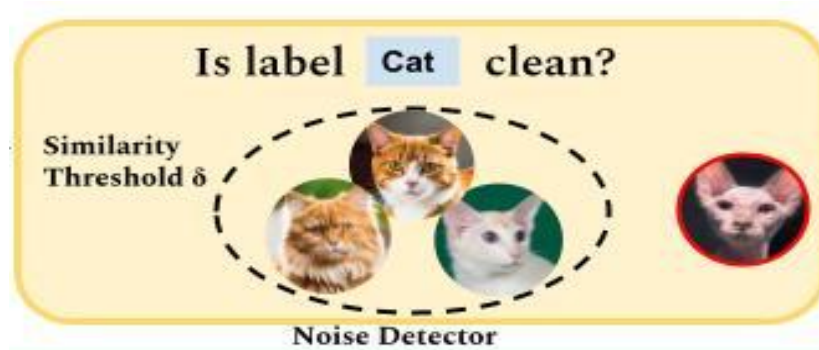 Is label Cat clean?
Similarity
Threshold δ
Noise Detector